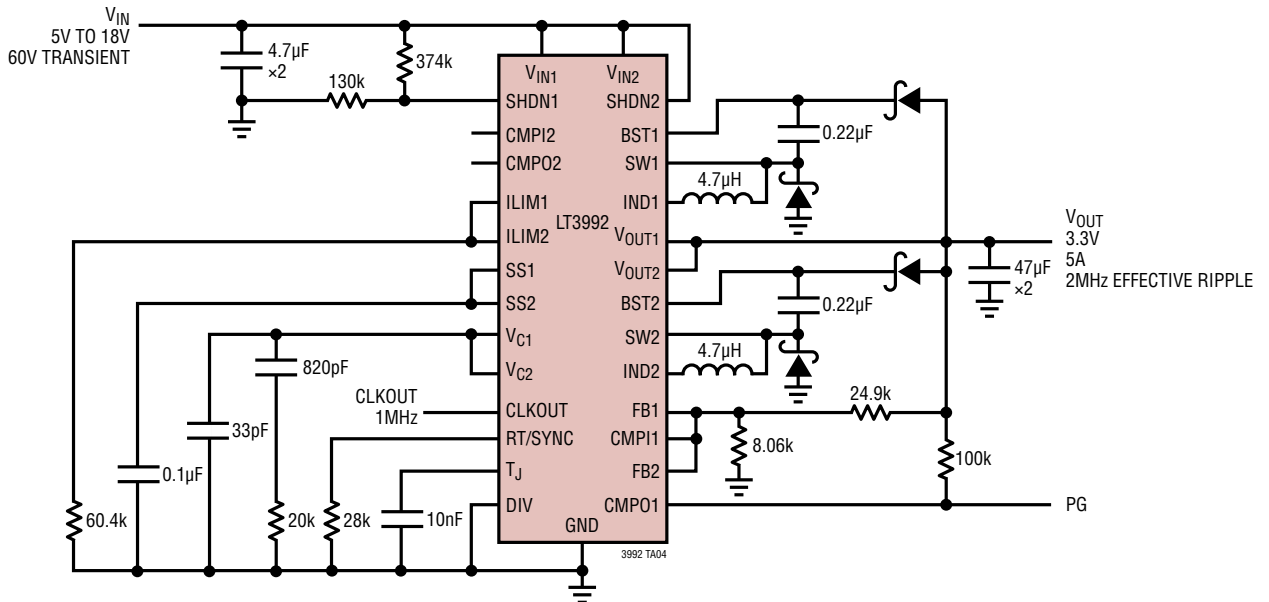 VIN
5V TO 18V
60V TRANSIENT
4.7µF
×2
130k
374k
VIN1
VIN2
SHDN1
SHDN2
CMPI2
BST1
CMPO2
SW1
ILIM1
IND1
LT3992
ILIM2
VOUT1
SS1
VOUT2
SS2
BST2
VC1
SW2
VC2
IND2
CLKOUT
FB1
RT/SYNC
CMPI1
TJ
FB2
DIV
CMPO1
GND
3992 TA04
0.22µF
4.7µH
VOUT
3.3V
5A
2MHz EFFECTIVE RIPPLE
47µF
×2
0.22µF
4.7µH
24.9k
8.06k
100k
PG
820pF
CLKOUT
1MHz
33pF
0.1µF
60.4k
20k
28k
10nF